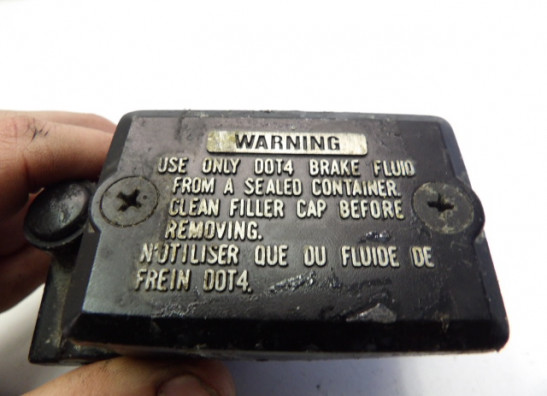 WARNING
USE ONLY DOT4 BRAKE FLUID
FROM A SEALED CONTAINER.
CLEAN FILLER CAP BEFORE
REMOVING.
N'UTILISER QUE DU FLUIDE DE
FREIN DOT4.